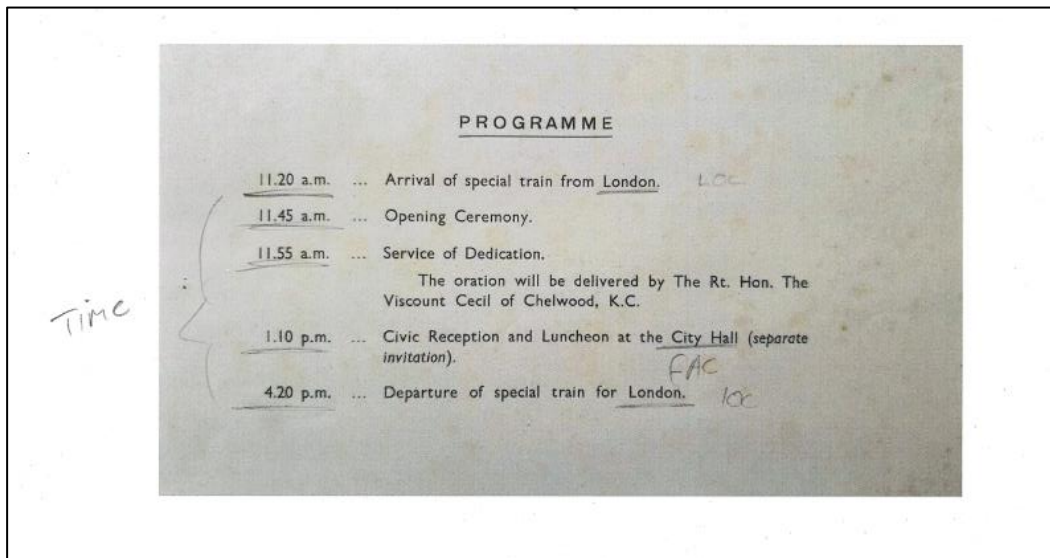 PROGRAMME
11.20 a.m. ... Arrival of special train from London. LOC
11.45 a.m. ... Opening Ceremony.
11.55 a.m. ... Service of Dedication.
The oration will be delivered by The Rt. Hon. The
Viscount Cecil of Chelwood, K.C.
TIME
1.10 p.m. ... Civic Reception and Luncheon at the City Hall (separate
invitation).
FAC
4.20 p.m. ... Departure of special train for London. LOC